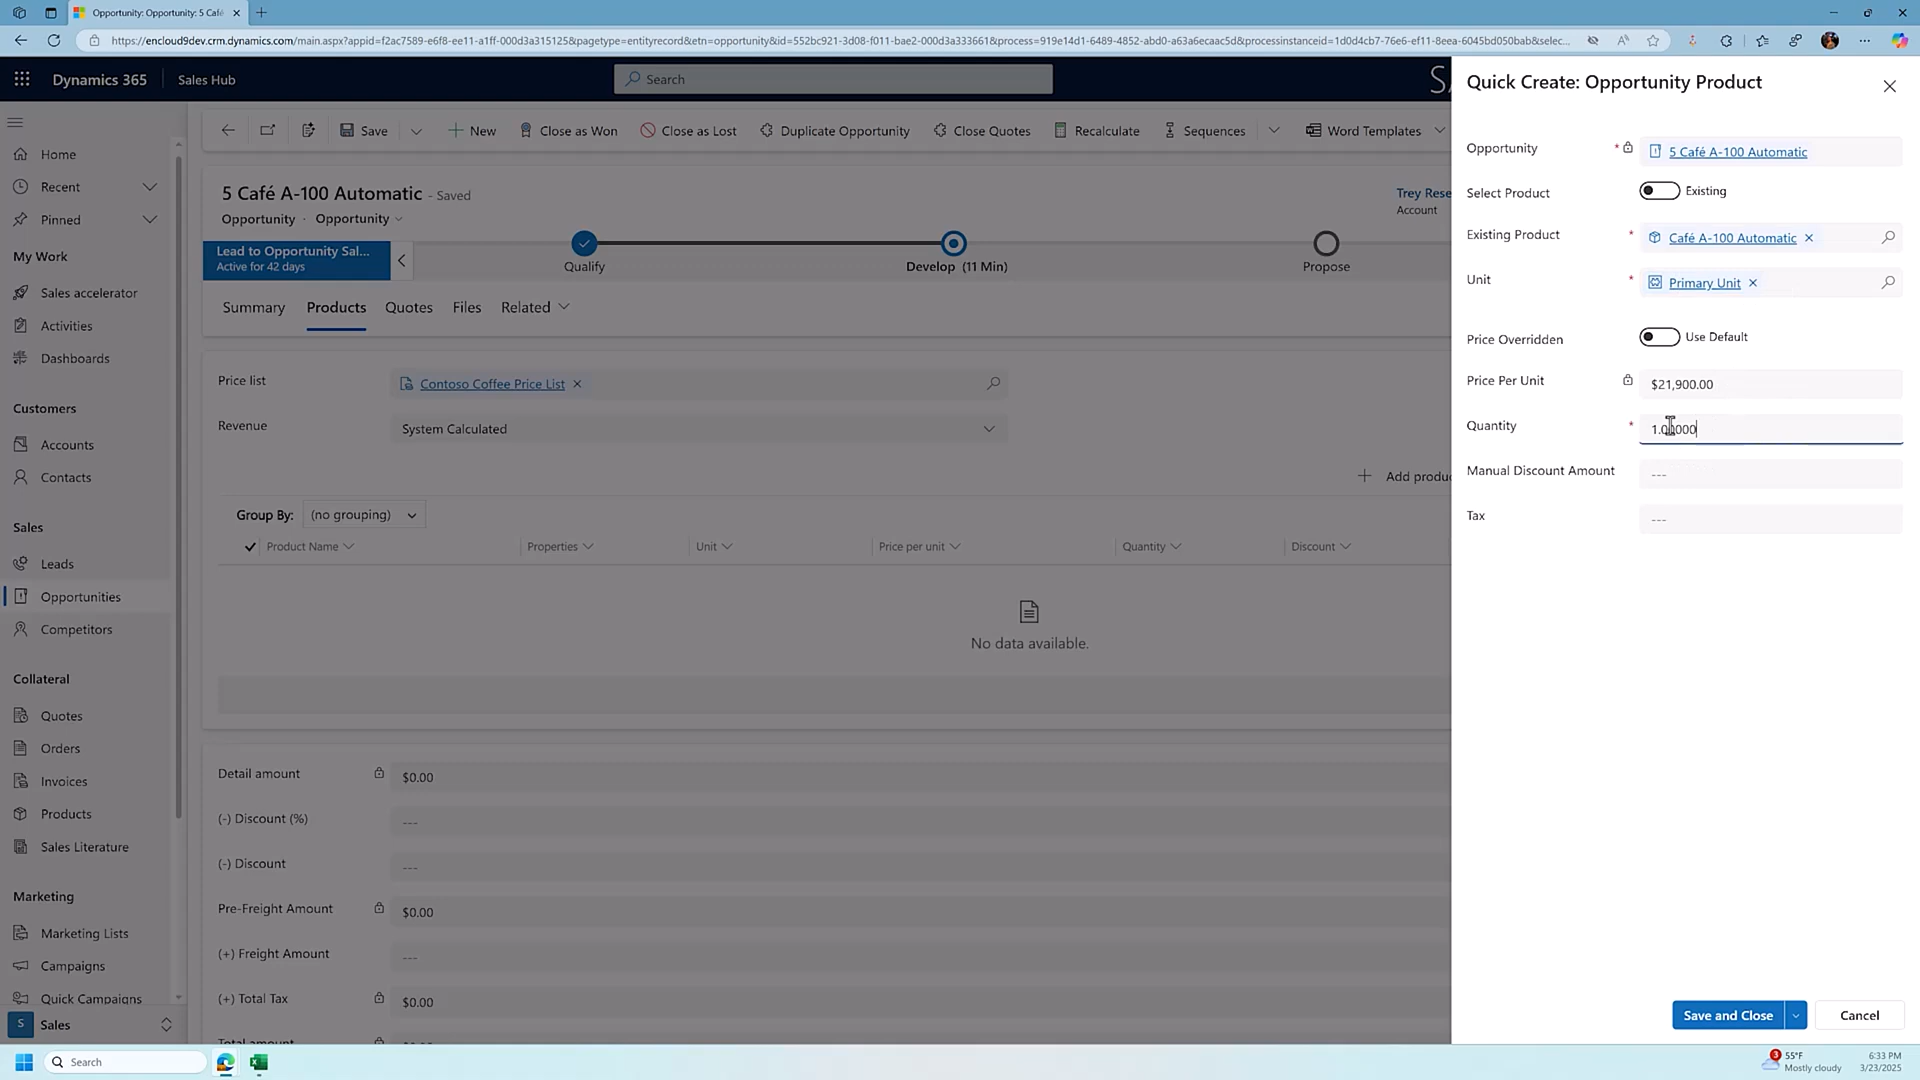 Opportunity: Opportunity: 5 Café
https://encloud9dev.crm.dynamics.com/main.aspx?appid=f2ac7589-e6f8-ee11-a1ff-000d3a315125&pagetype=entityrecord&etn=opportunity&id=552bc921-3d08-f011-bae2-000d3a333661&process=919e14d1-6489-4852-abd0-a63a6ecaac5d&processinstanceid=1d0d4cb7-76e6-ef11-8eea-6045bd050bab&selec...
Dynamics 365
Sales Hub
Search
SA
Save
New
Close as Won
Close as Lost
Duplicate Opportunity
Close Quotes
Recalculate
Sequences
Word Templates
Home
Recent
Pinned
My Work
Sales accelerator
Activities
Dashboards
Customers
Accounts
Contacts
Sales
Leads
Opportunities
Competitors
Collateral
Quotes
Orders
Invoices
Products
Sales Literature
Marketing
Marketing Lists
Campaigns
Quick Campaigns
S Sales
5 Café A-100 Automatic - Saved
Opportunity · Opportunity
Trey Rese
Account
Lead to Opportunity Sal...
Active for 42 days
Qualify
Develop (11 Min)
Propose
Summary
Products
Quotes
Files
Related
Price list
Contoso Coffee Price List
Revenue
System Calculated
Add produ
Group By: (no grouping)
Product Name
Properties
Unit
Price per unit
Quantity
Discount
No data available.
Detail amount
$0.00
(-) Discount (%)
---
(-) Discount
---
Pre-Freight Amount
$0.00
(+) Freight Amount
---
(+) Total Tax
$0.00
Total amount
Quick Create: Opportunity Product
Opportunity *
5 Café A-100 Automatic
Select Product
Existing
Existing Product *
Café A-100 Automatic
Unit *
Primary Unit
Price Overridden
Use Default
Price Per Unit
$21,900.00
Quantity *
1.00000
Manual Discount Amount
---
Tax
---
Save and Close
Cancel
Search
3
55°F
Mostly cloudy
6:33 PM
3/23/2025